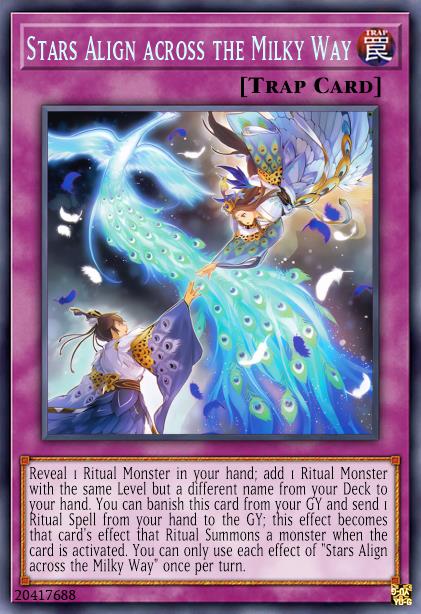 STARS ALIGN ACROSS THE MILKY WAY
TRAP
罠
[TRAP CARD]
Reveal 1 Ritual Monster in your hand; add 1 Ritual Monster
with the same Level but a different name from your Deck to
your hand. You can banish this card from your GY and send 1
Ritual Spell from your hand to the GY; this effect becomes
that card's effect that Ritual Summons a monster when the
card is activated. You can only use each effect of "Stars Align
across the Milky Way" once per turn.
20417688